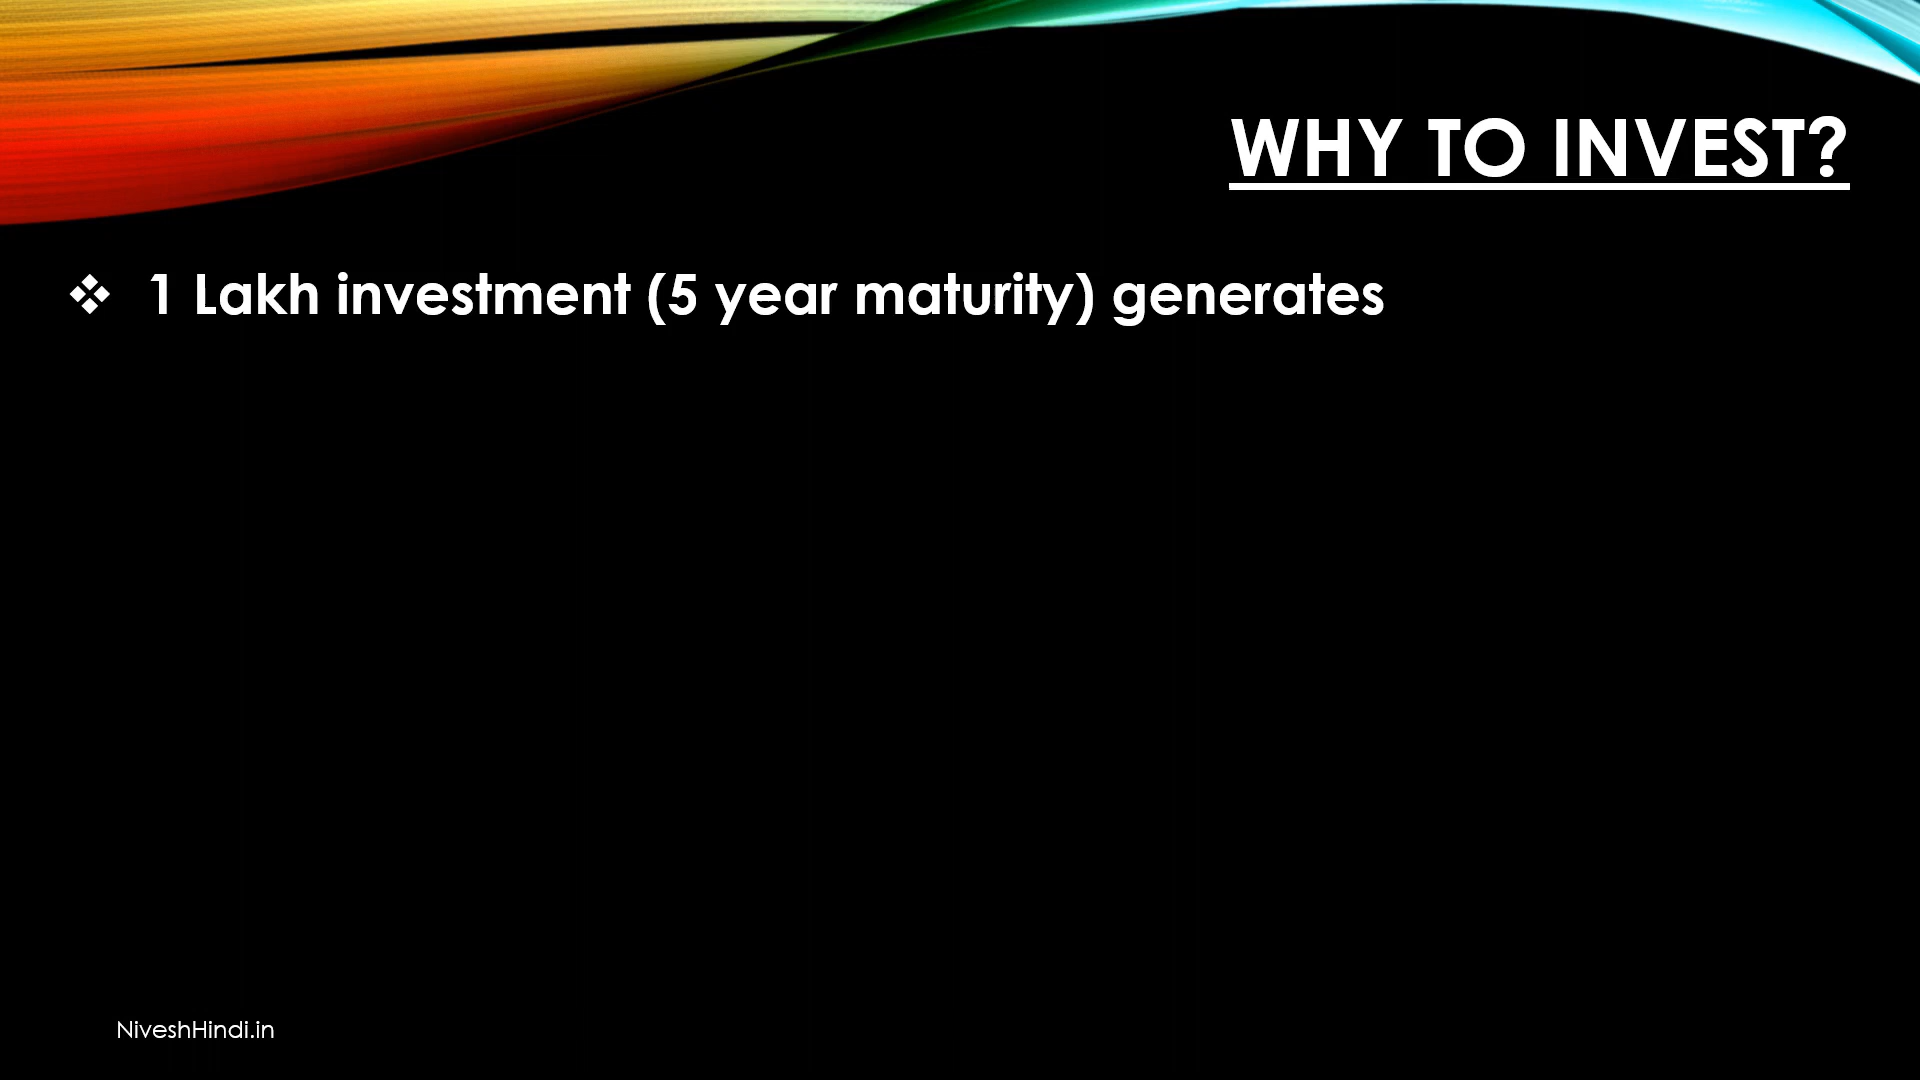 WHY TO INVEST?
❖ 1 Lakh investment (5 year maturity) generates
NiveshHindi.in